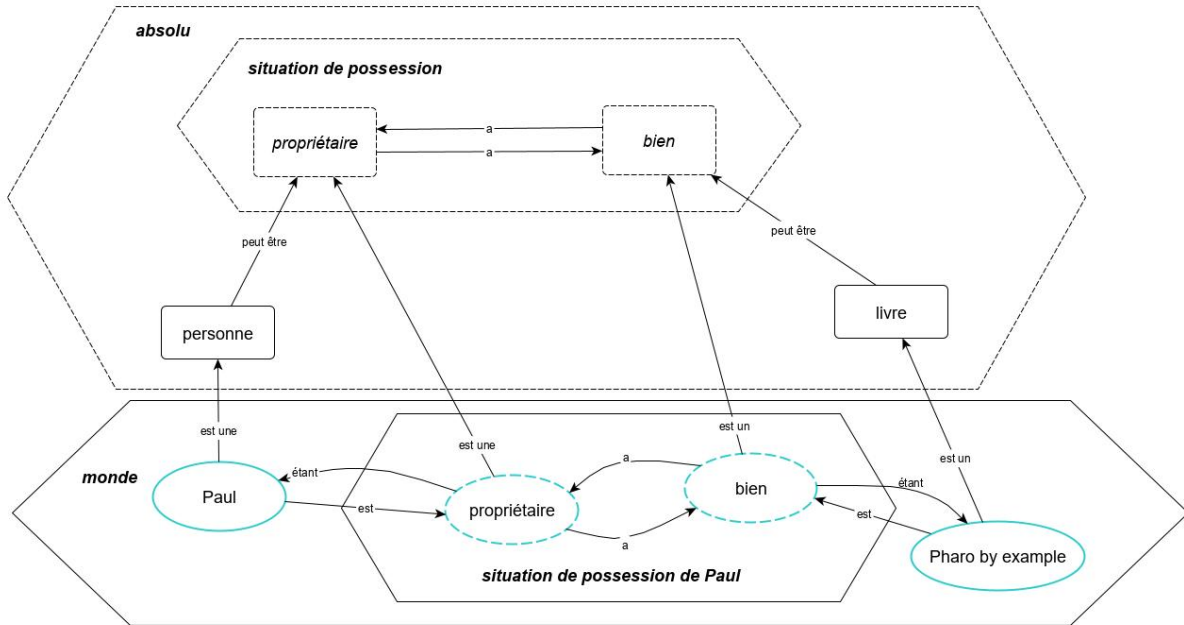 absolu
situation de possession
propriétaire
a
a
bien
peut être
peut être
personne
livre
est une
est une
est un
est un
monde
Paul
étant
est
propriétaire
a
a
bien
étant
est
Pharo by example
situation de possession de Paul